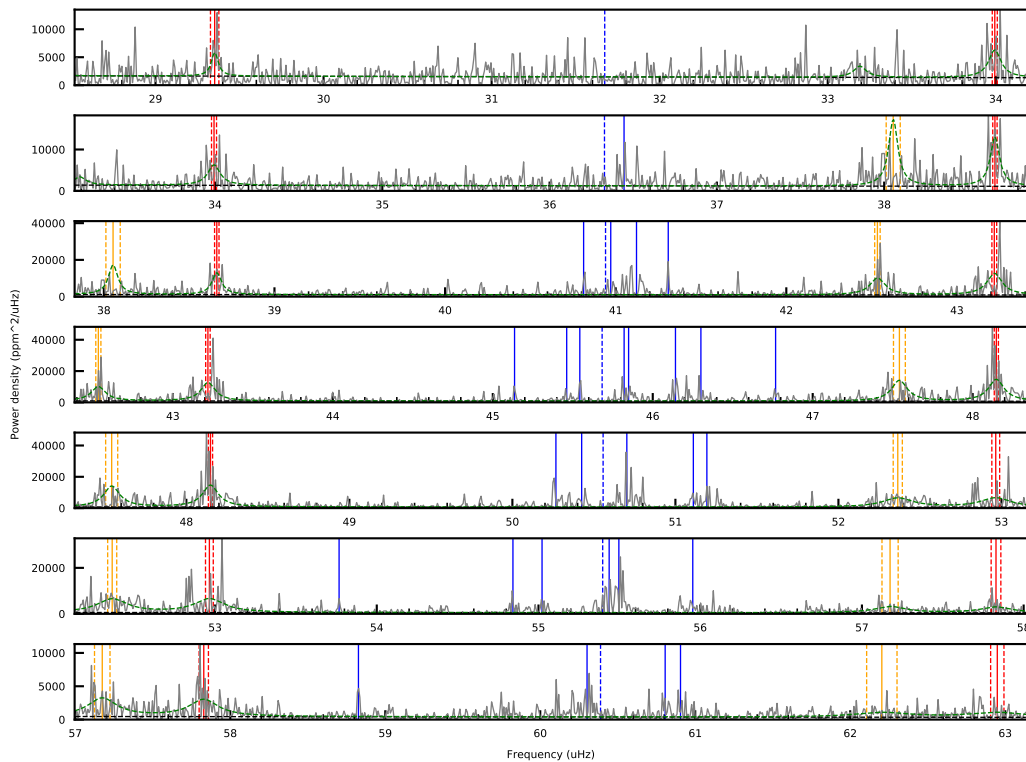 10000
5000
0
29 30 31 32 33 34
10000
0
34 35 36 37 38
40000
20000
0
38 39 40 41 42 43
40000
20000
0
43 44 45 46 47 48
Power density (ppm^2/uHz)
40000
20000
0
48 49 50 51 52 53
20000
0
53 54 55 56 57 58
10000
5000
0
57 58 59 60 61 62 63
Frequency (uHz)